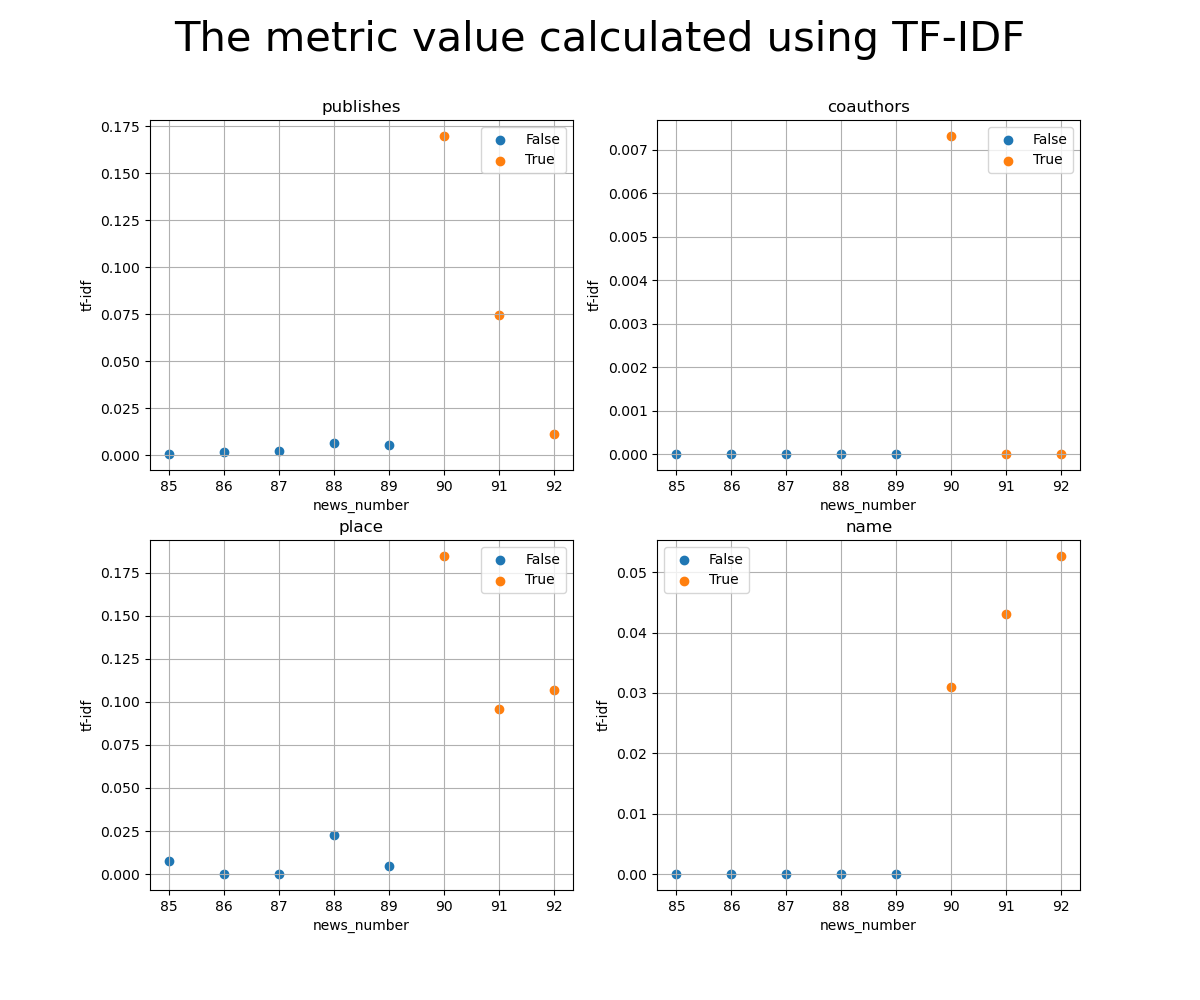 The metric value calculated using TF-IDF
publishes
0.175
0.150
0.125
0.100
0.075
0.050
0.025
0.000
tf-idf
False
True
85 86 87 88 89 90 91 92
news_number
coauthors
0.007
0.006
0.005
0.004
0.003
0.002
0.001
0.000
tf-idf
False
True
85 86 87 88 89 90 91 92
news_number
place
0.175
0.150
0.125
0.100
0.075
0.050
0.025
0.000
tf-idf
False
True
85 86 87 88 89 90 91 92
news_number
name
0.05
0.04
0.03
0.02
0.01
0.00
tf-idf
False
True
85 86 87 88 89 90 91 92
news_number